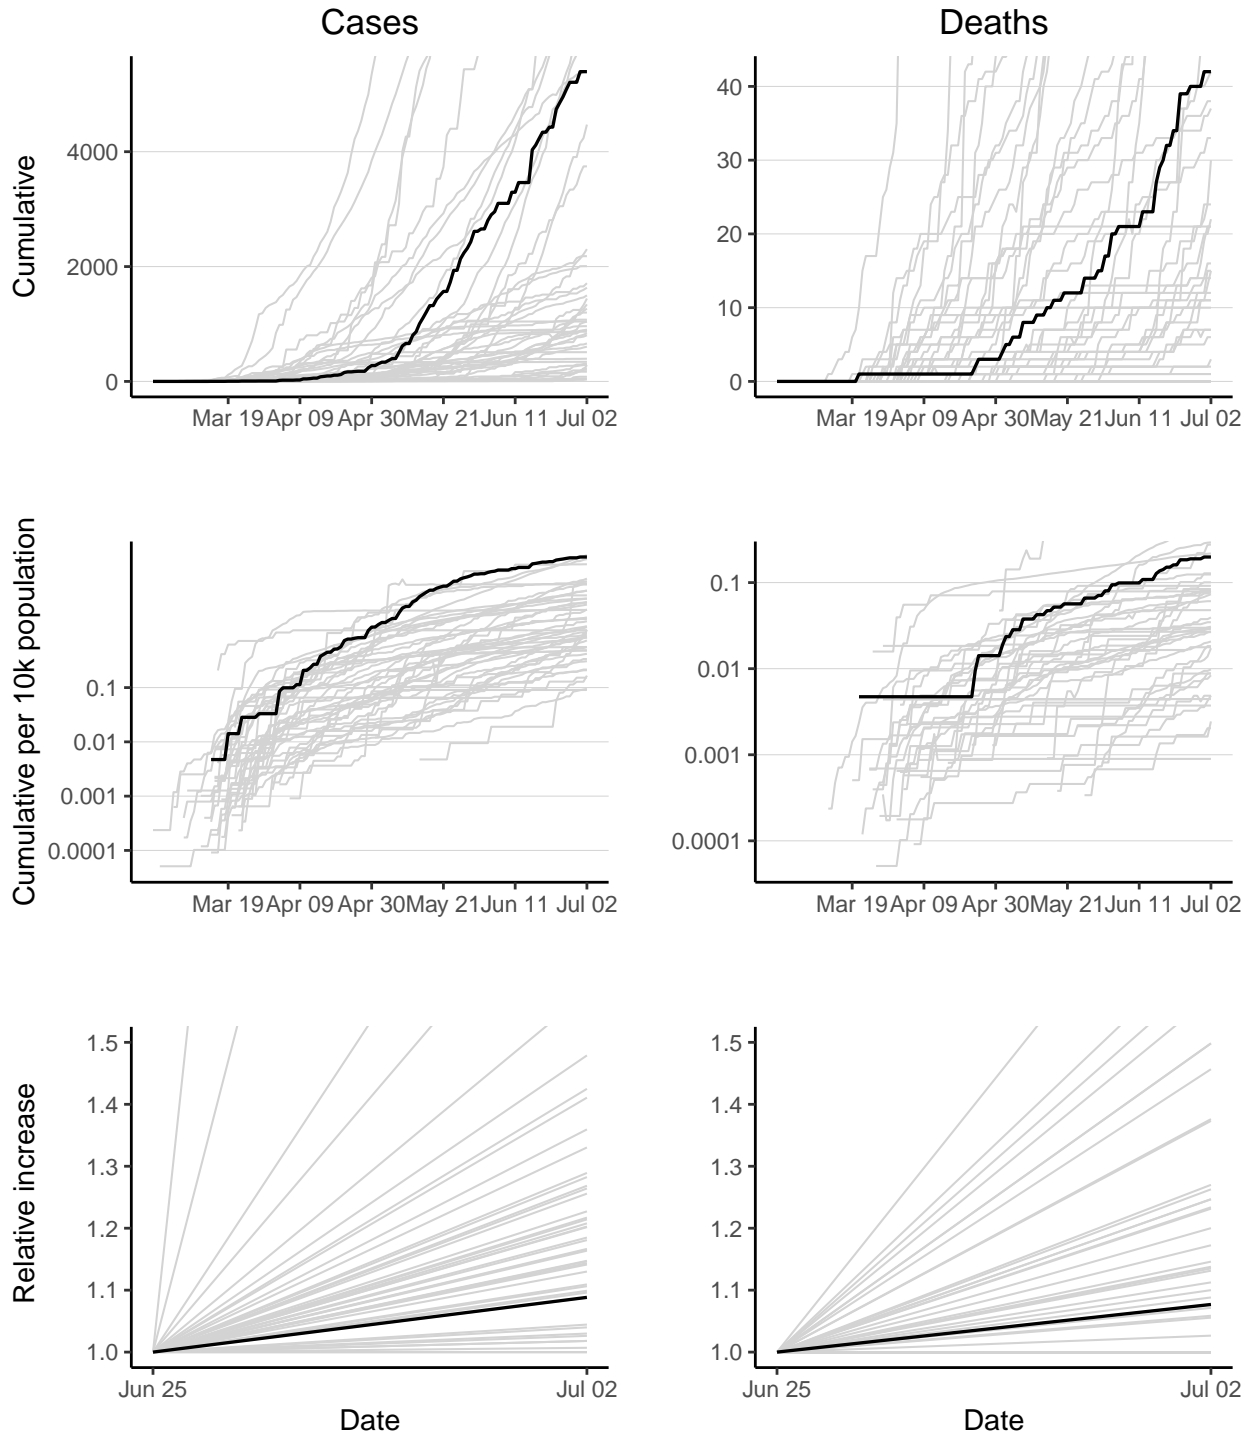 Cases
Deaths
Cumulative
4000
2000
0
Mar 19 Apr 09 Apr 30 May 21 Jun 11 Jul 02
40
30
20
10
0
Mar 19 Apr 09 Apr 30 May 21 Jun 11 Jul 02
Cumulative per 10k population
0.1
0.01
0.001
0.0001
Mar 19 Apr 09 Apr 30 May 21 Jun 11 Jul 02
0.1
0.01
0.001
0.0001
Mar 19 Apr 09 Apr 30 May 21 Jun 11 Jul 02
Relative increase
1.5
1.4
1.3
1.2
1.1
1.0
Jun 25 Jul 02
Date
1.5
1.4
1.3
1.2
1.1
1.0
Jun 25 Jul 02
Date